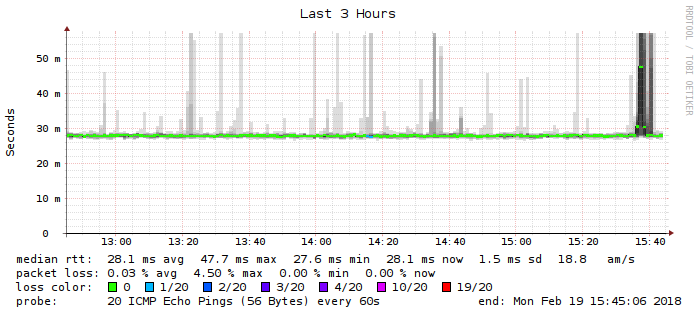 Last 3 Hours
RRDTOOL / TOBI OETIKER
Seconds
50 m
40 m
30 m
20 m
10 m
0
13:00 13:20 13:40 14:00 14:20 14:40 15:00 15:20 15:40
median rtt: 28.1 ms avg 47.7 ms max 27.6 ms min 28.1 ms now 1.5 ms sd 18.8 am/s
packet loss: 0.03 % avg 4.50 % max 0.00 % min 0.00 % now
loss color: 0 1/20 2/20 3/20 4/20 10/20 19/20
probe: 20 ICMP Echo Pings (56 Bytes) every 60s end: Mon Feb 19 15:45:06 2018